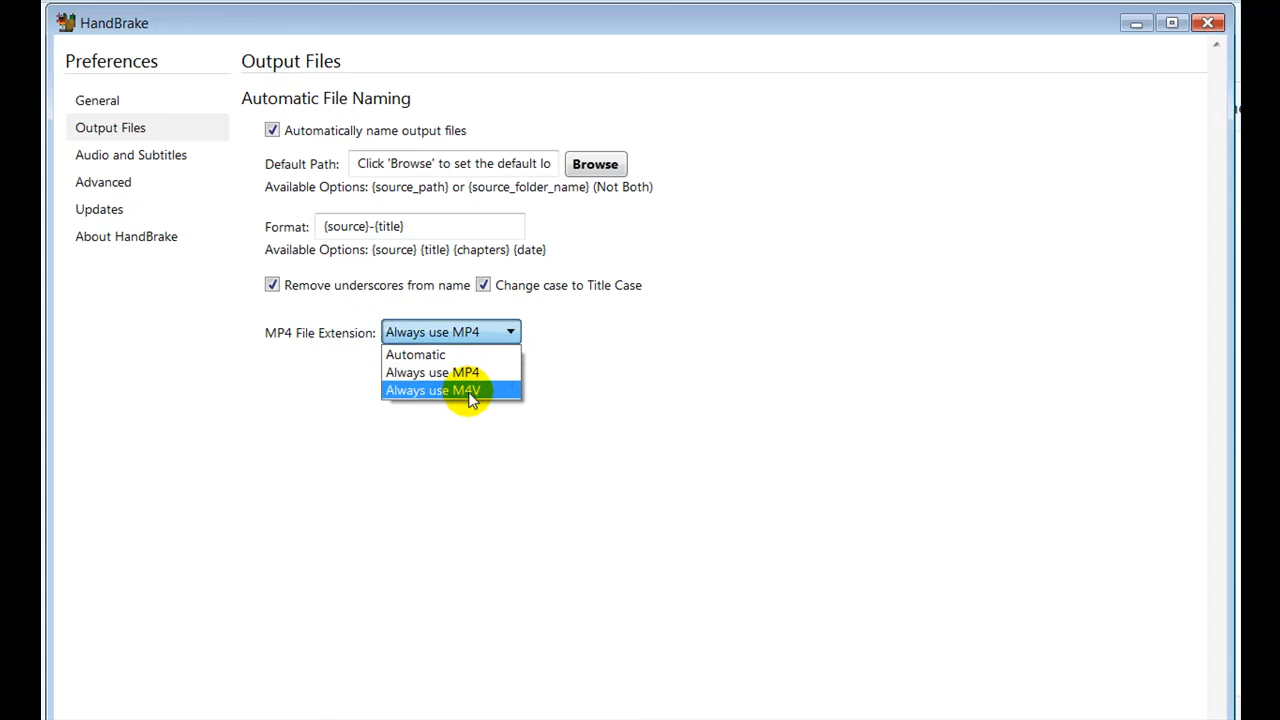 HandBrake
Preferences
General
Output Files
Audio and Subtitles
Advanced
Updates
About HandBrake
Output Files
Automatic File Naming
Automatically name output files
Default Path: Click 'Browse' to set the default lo Browse
Available Options: {source_path} or {source_folder_name} (Not Both)
Format: {source}-{title}
Available Options: {source} {title} {chapters} {date}
Remove underscores from name Change case to Title Case
MP4 File Extension: Always use MP4
Automatic
Always use MP4
Always use M4V